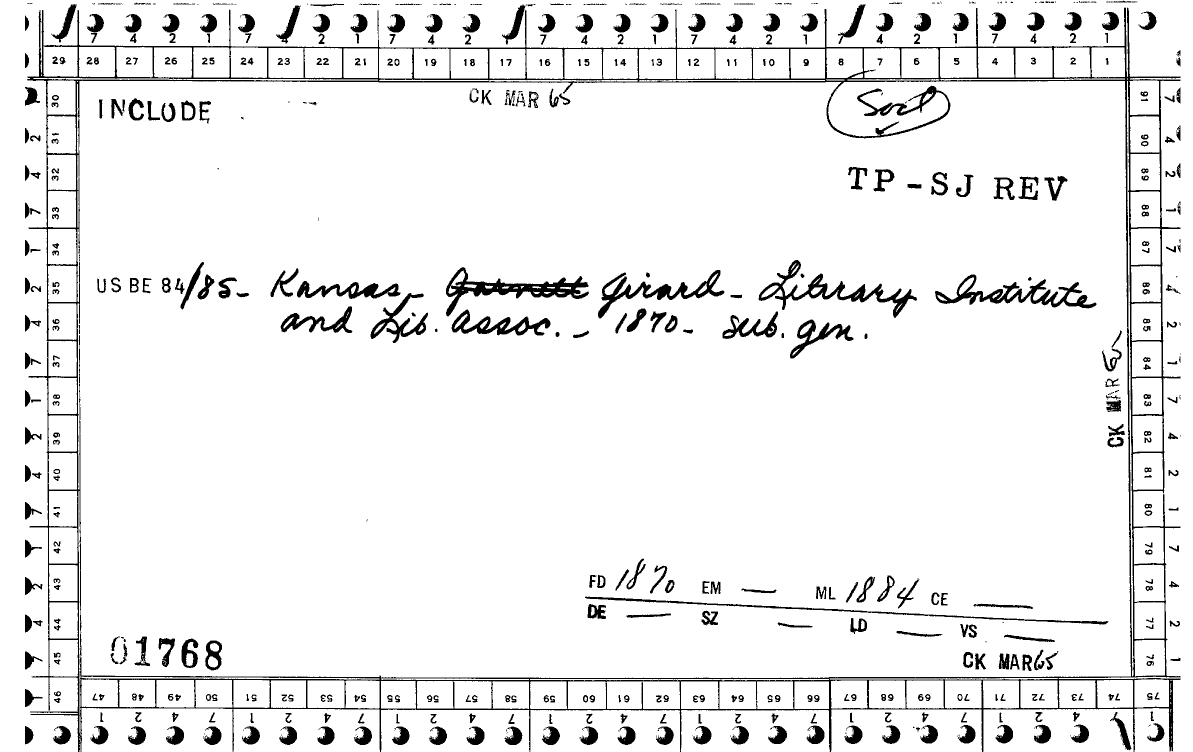 7 4 2 1 7 4 2 1 7 4 2 1 7 4 2 1 7 4 2 1 7 4 2 1 7 4 2 1
29 28 27 26 25 24 23 22 21 20 19 18 17 16 15 14 13 12 11 10 9 8 7 6 5 4 3 2 1
INCLUDE
CK MAR 65
Socl
TP-SJ REV
US BE 84/85- Kansas- Garnett Girard- Literary Institute
and Lib. Assoc. - 1870- sub. gen.
CK MAR 65
FD 1870 EM — ML 1884 CE —
DE — SZ — LD — VS —
CK MAR 65
01768
30 31 32 33 34 35 36 37 38 39 40 41 42 43 44 45 46
91 90 89 88 87 86 85 84 83 82 81 80 79 78 77 76 75
47 48 49 50 51 52 53 54 55 56 57 58 59 60 61 62 63 64 65 66 67 68 69 70 71 72 73 74
1 2 4 7 1 2 4 7 1 2 4 7 1 2 4 7 1 2 4 7 1 2 4 7 1 2 4 1